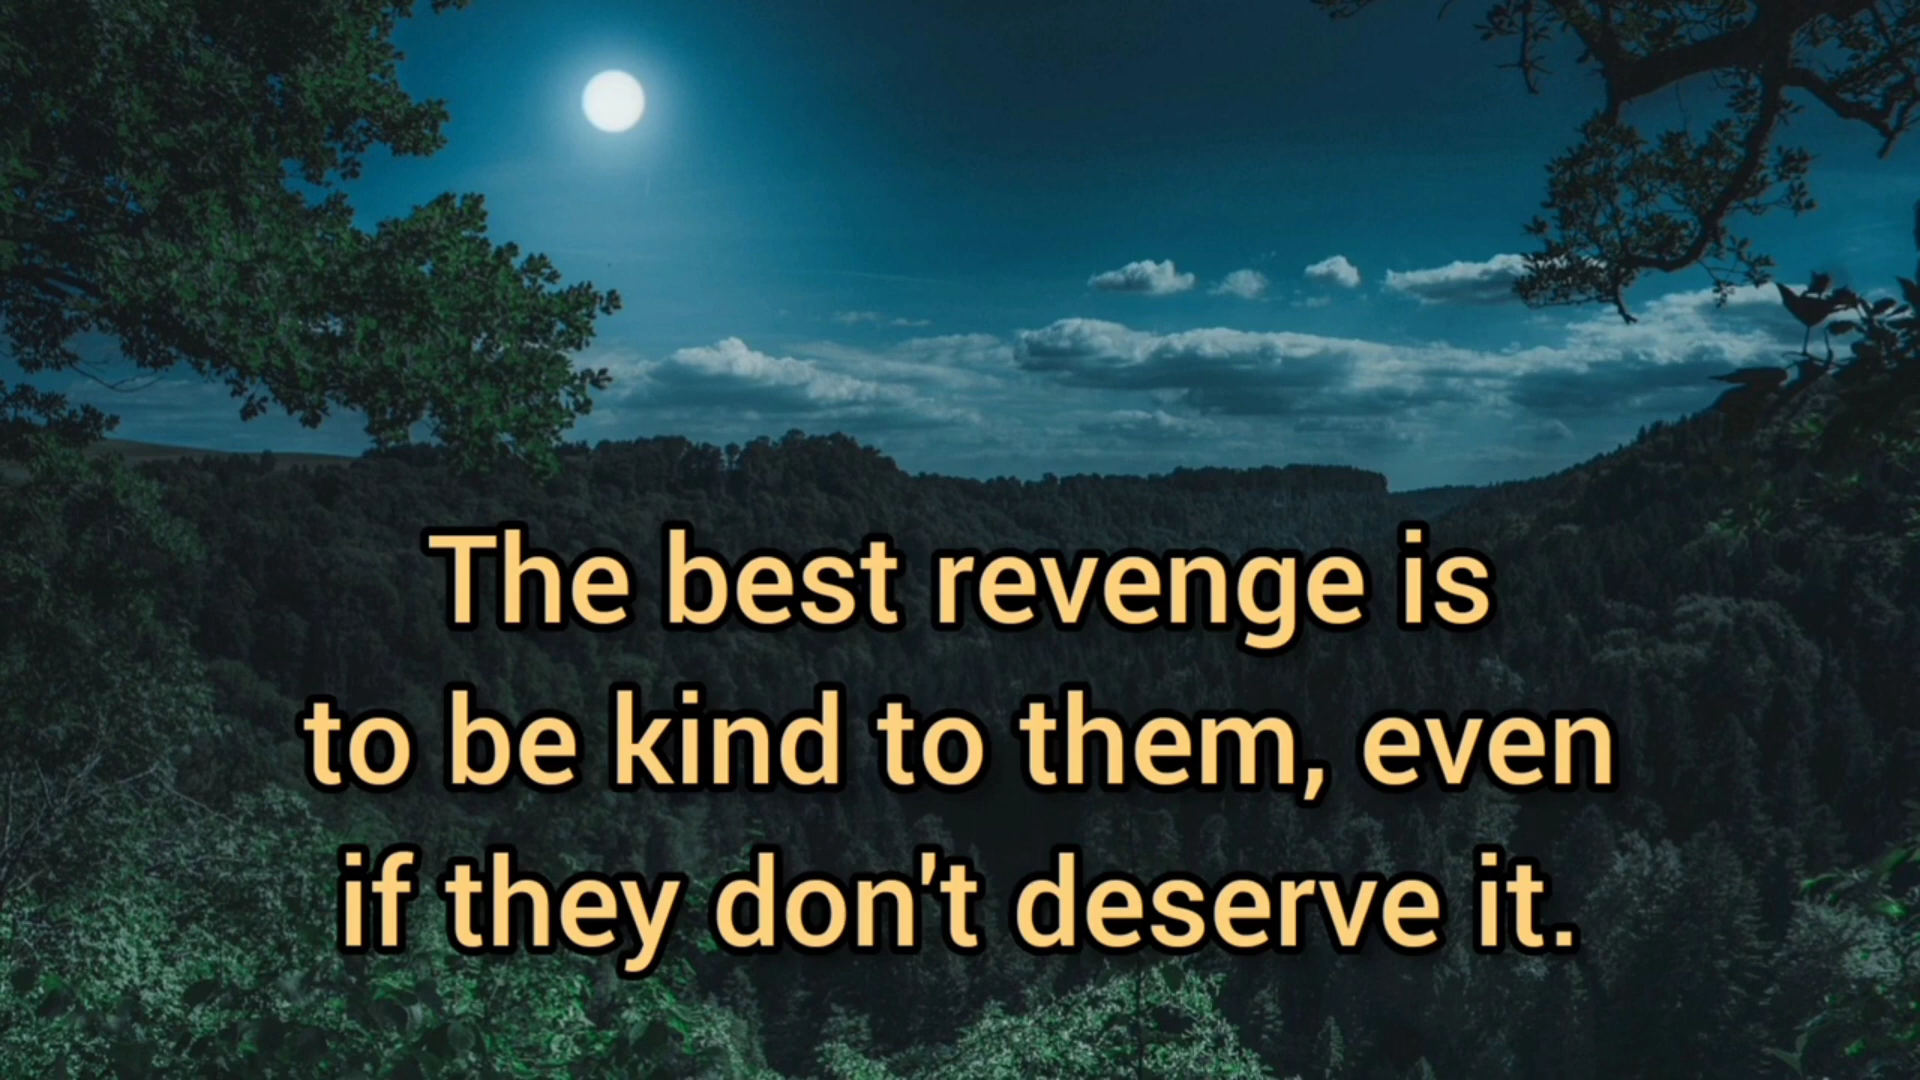 The best revenge is
to be kind to them, even
if they don't deserve it.